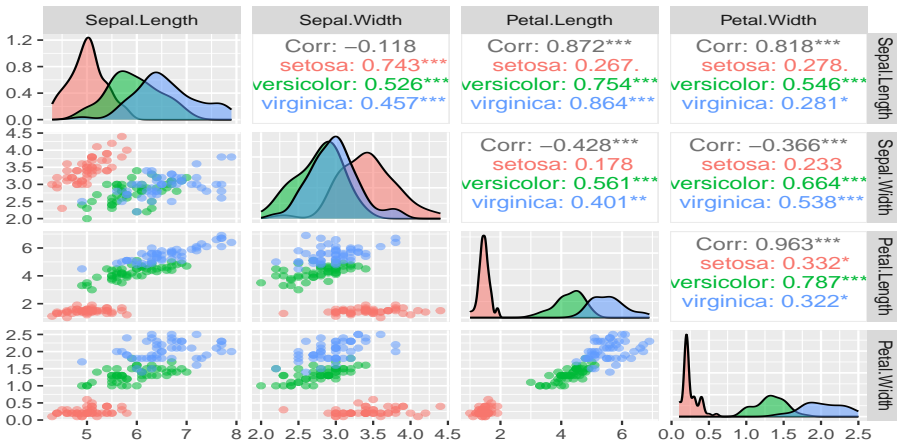 Sepal.Length Sepal.Width Petal.Length Petal.Width
1.2
0.8
0.4
0.0
Corr: −0.118
setosa: 0.743***
versicolor: 0.526***
virginica: 0.457***
Corr: 0.872***
setosa: 0.267.
versicolor: 0.754***
virginica: 0.864***
Corr: 0.818***
setosa: 0.278.
versicolor: 0.546***
virginica: 0.281*
Sepal.Length
4.5
4.0
3.5
3.0
2.5
2.0
Corr: −0.428***
setosa: 0.178
versicolor: 0.561***
virginica: 0.401**
Corr: −0.366***
setosa: 0.233
versicolor: 0.664***
virginica: 0.538***
Sepal.Width
6
4
2
Corr: 0.963***
setosa: 0.332*
versicolor: 0.787***
virginica: 0.322*
Petal.Length
2.5
2.0
1.5
1.0
0.5
0.0
Petal.Width
5 6 7 8 2.0 2.5 3.0 3.5 4.0 4.5 2 4 6 0.0 0.5 1.0 1.5 2.0 2.5